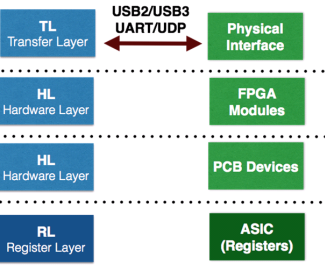 TL
Transfer Layer
USB2/USB3
UART/UDP
Physical
Interface
HL
Hardware Layer
FPGA
Modules
HL
Hardware Layer
PCB Devices
RL
Register Layer
ASIC
(Registers)